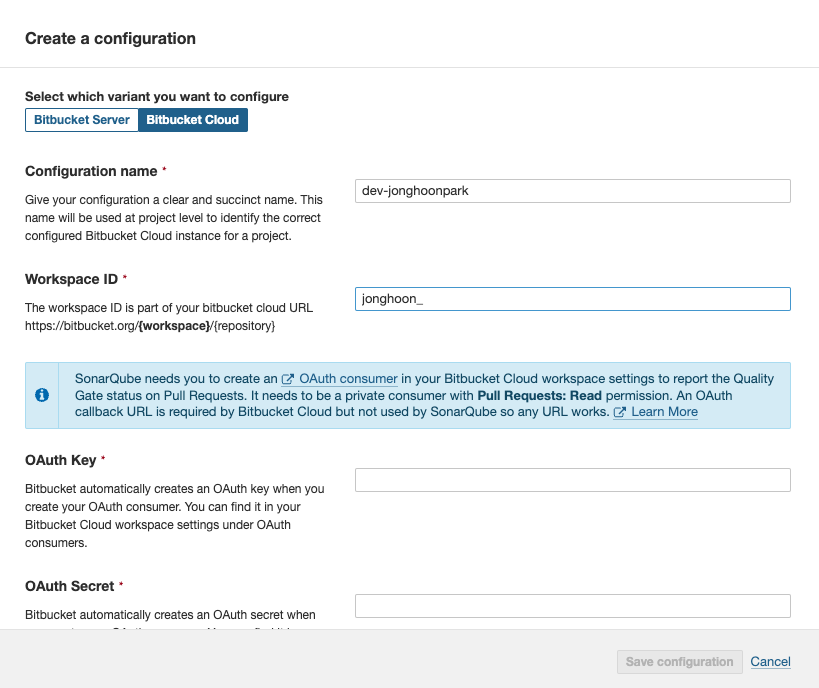 Create a configuration
Select which variant you want to configure
Bitbucket Server Bitbucket Cloud
Configuration name *
Give your configuration a clear and succinct name. This
name will be used at project level to identify the correct
configured Bitbucket Cloud instance for a project.
dev-jonghoonpark
Workspace ID *
The workspace ID is part of your bitbucket cloud URL
https://bitbucket.org/{workspace}/{repository}
jonghoon_
SonarQube needs you to create an OAuth consumer in your Bitbucket Cloud workspace settings to report the Quality
Gate status on Pull Requests. It needs to be a private consumer with Pull Requests: Read permission. An OAuth
callback URL is required by Bitbucket Cloud but not used by SonarQube so any URL works. Learn More
OAuth Key *
Bitbucket automatically creates an OAuth key when you
create your OAuth consumer. You can find it in your
Bitbucket Cloud workspace settings under OAuth
consumers.
OAuth Secret *
Bitbucket automatically creates an OAuth secret when
Save configuration Cancel